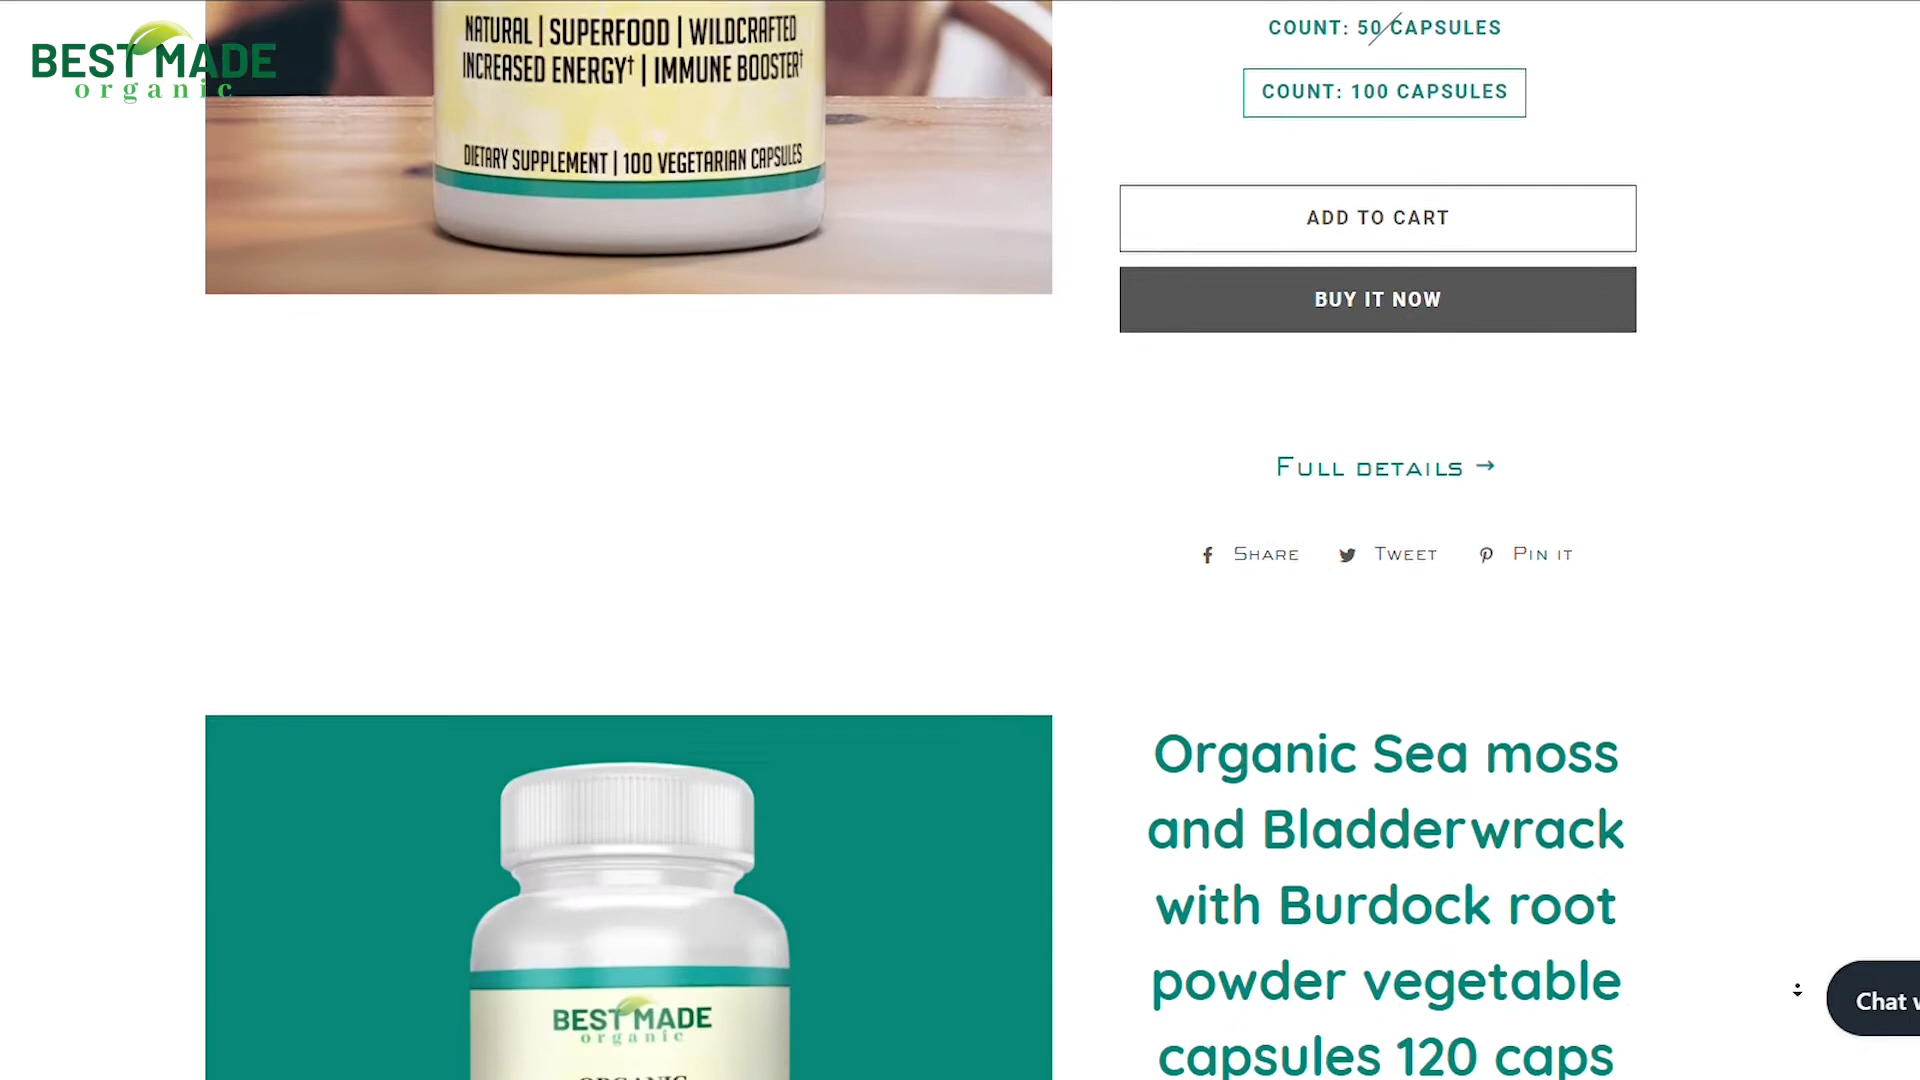 BEST MADE
organic
NATURAL | SUPERFOOD | WILDCRAFTED
INCREASED ENERGY† | IMMUNE BOOSTER†
DIETARY SUPPLEMENT | 100 VEGETARIAN CAPSULES
COUNT: 50 CAPSULES
COUNT: 100 CAPSULES
ADD TO CART
BUY IT NOW
Full details →
Share Tweet Pin it
BEST MADE
organic
ORGANIC
Organic Sea moss
and Bladderwrack
with Burdock root
powder vegetable
capsules 120 caps
Chat